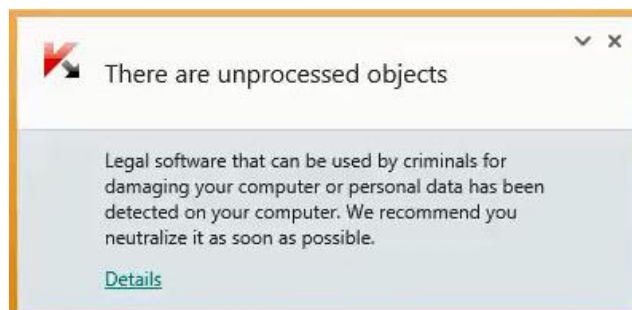 There are unprocessed objects
Legal software that can be used by criminals for
damaging your computer or personal data has been
detected on your computer. We recommend you
neutralize it as soon as possible.
Details